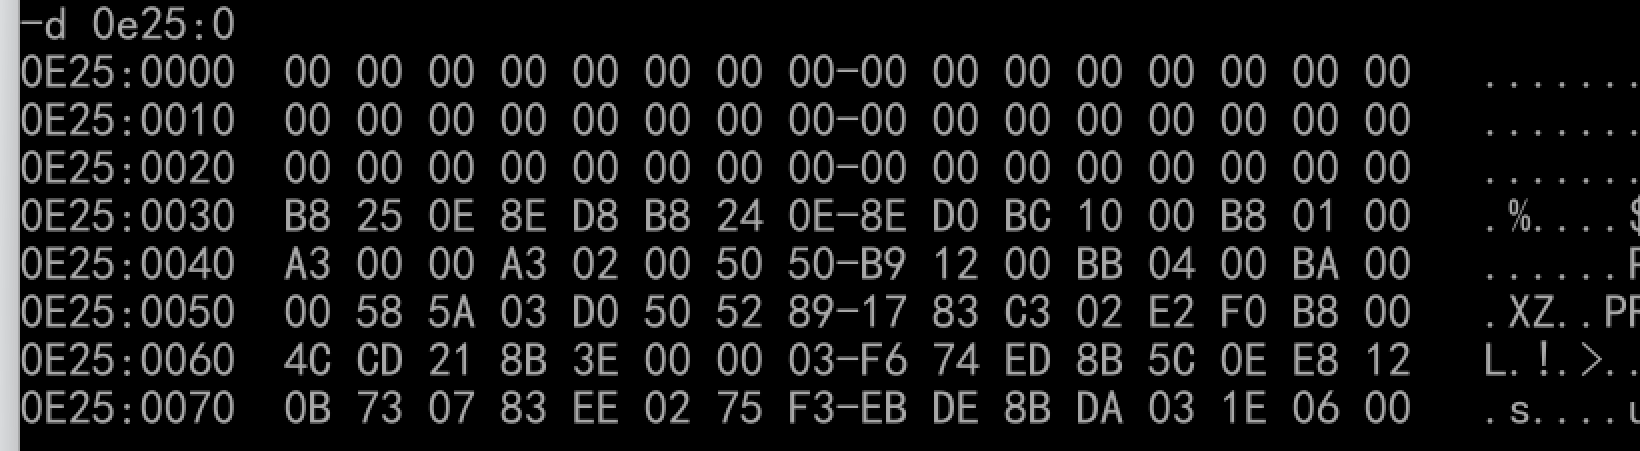 -d 0e25:0
0E25:0000  00 00 00 00 00 00 00 00-00 00 00 00 00 00 00 00   .......
0E25:0010  00 00 00 00 00 00 00 00-00 00 00 00 00 00 00 00   .......
0E25:0020  00 00 00 00 00 00 00 00-00 00 00 00 00 00 00 00   .......
0E25:0030  B8 25 0E 8E D8 B8 24 0E-8E D0 BC 10 00 B8 01 00   .%....$
0E25:0040  A3 00 00 A3 02 00 50 50-B9 12 00 BB 04 00 BA 00   ......P
0E25:0050  00 58 5A 03 D0 50 52 89-17 83 C3 02 E2 F0 B8 00   .XZ..PR
0E25:0060  4C CD 21 8B 3E 00 00 03-F6 74 ED 8B 5C 0E E8 12   L.!.>..
0E25:0070  0B 73 07 83 EE 02 75 F3-EB DE 8B DA 03 1E 06 00   .s....u